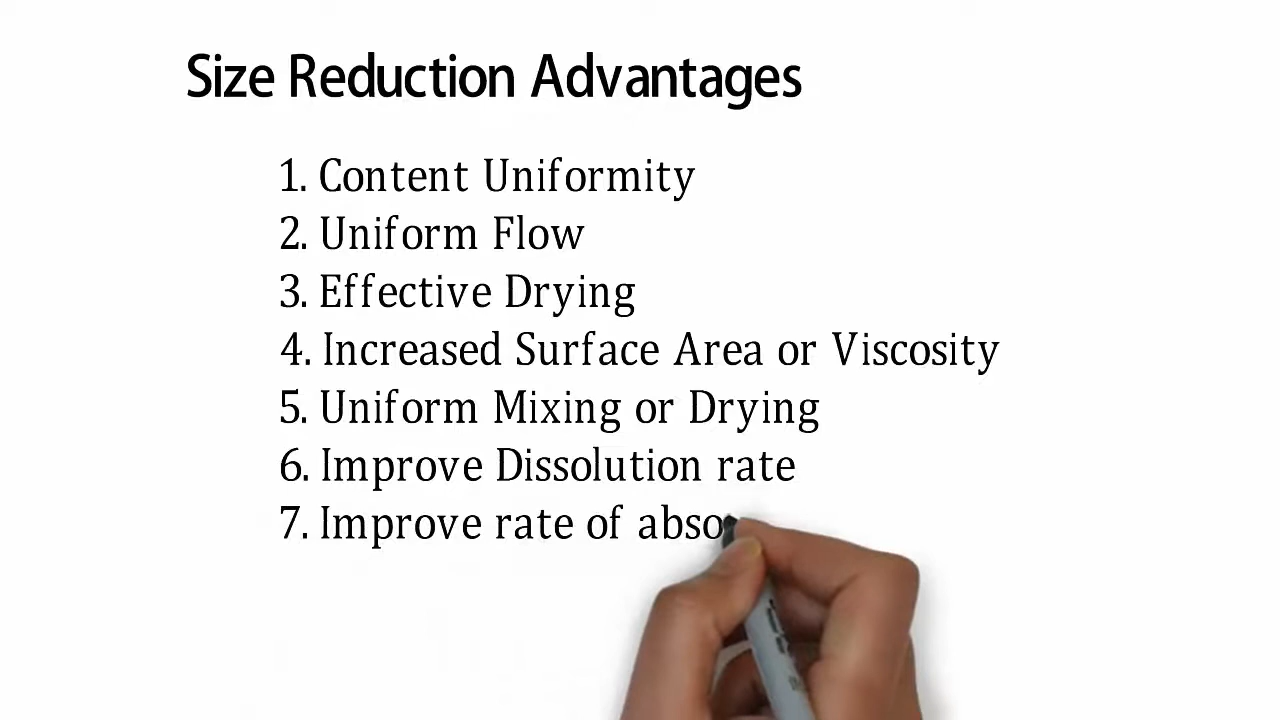 Size Reduction Advantages
1. Content Uniformity
2. Uniform Flow
3. Effective Drying
4. Increased Surface Area or Viscosity
5. Uniform Mixing or Drying
6. Improve Dissolution rate
7. Improve rate of abso